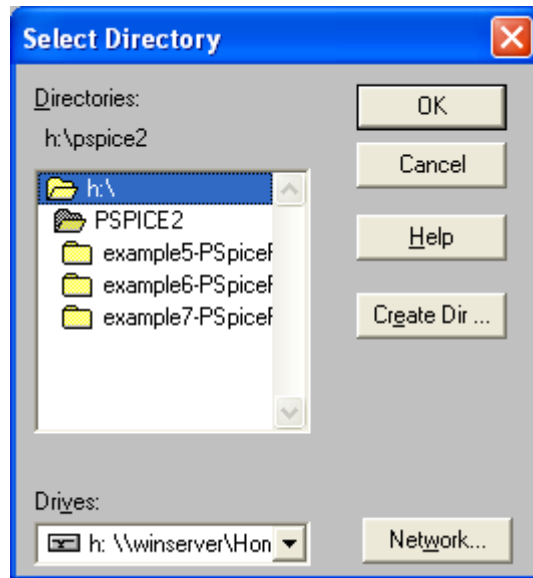 Select Directory
Directories:
h:\pspice2
OK
Cancel
h:\
PSPICE2
Help
example5-PSpiceF
example6-PSpiceF
example7-PSpiceF
Create Dir ...
Drives:
h: \\winserver\Hon
Network...